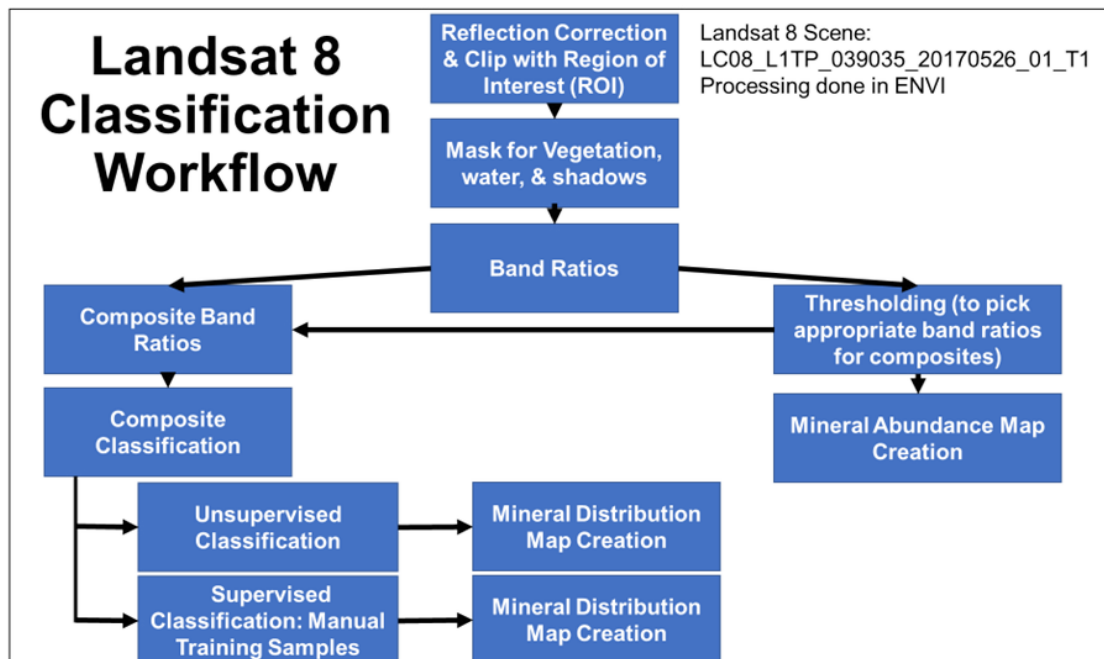 Landsat 8
Classification
Workflow
Reflection Correction
& Clip with Region of
Interest (ROI)
Landsat 8 Scene:
LC08_L1TP_039035_20170526_01_T1
Processing done in ENVI
Mask for Vegetation,
water, & shadows
Band Ratios
Composite Band
Ratios
Thresholding (to pick
appropriate band ratios
for composites)
Composite
Classification
Mineral Abundance Map
Creation
Unsupervised
Classification
Mineral Distribution
Map Creation
Supervised
Classification: Manual
Training Samples
Mineral Distribution
Map Creation